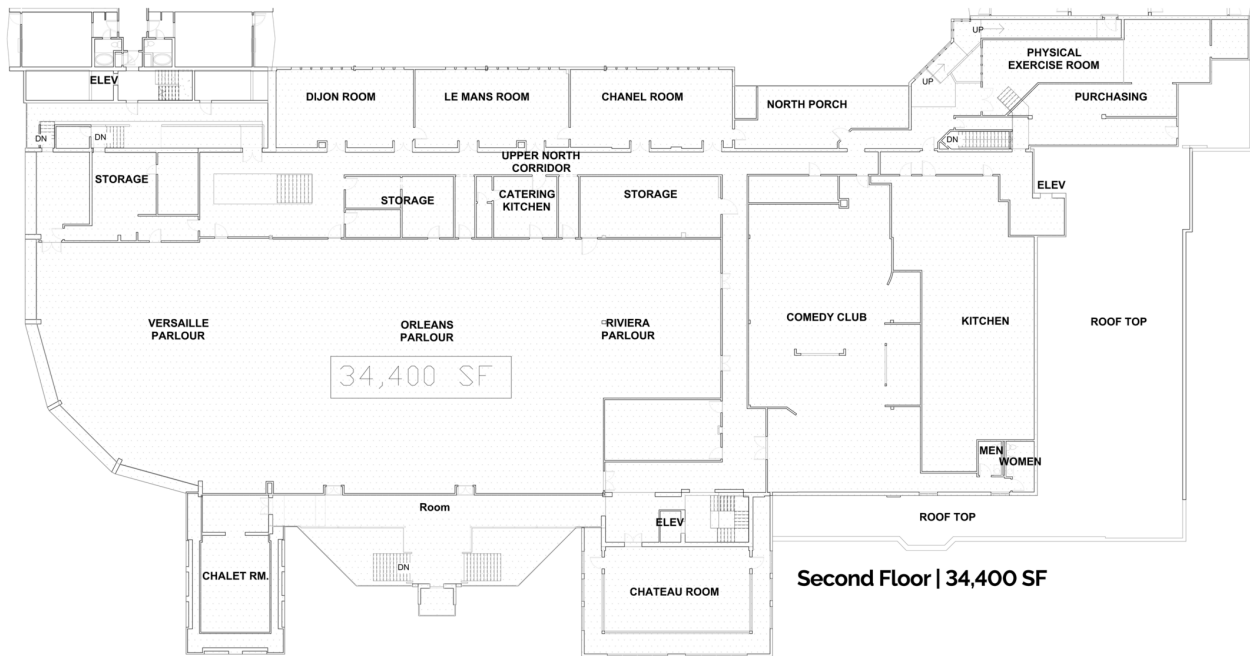 UP
PHYSICAL
EXERCISE ROOM
ELEV
UP
DIJON ROOM
LE MANS ROOM
CHANEL ROOM
NORTH PORCH
PURCHASING
DN
DN
DN
UPPER NORTH
CORRIDOR
STORAGE
STORAGE
CATERING
KITCHEN
STORAGE
ELEV
VERSAILLE
PARLOUR
ORLEANS
PARLOUR
RIVIERA
PARLOUR
COMEDY CLUB
KITCHEN
ROOF TOP
34,400 SF
MEN
WOMEN
Room
ELEV
ROOF TOP
DN
CHALET RM.
CHATEAU ROOM
Second Floor | 34,400 SF